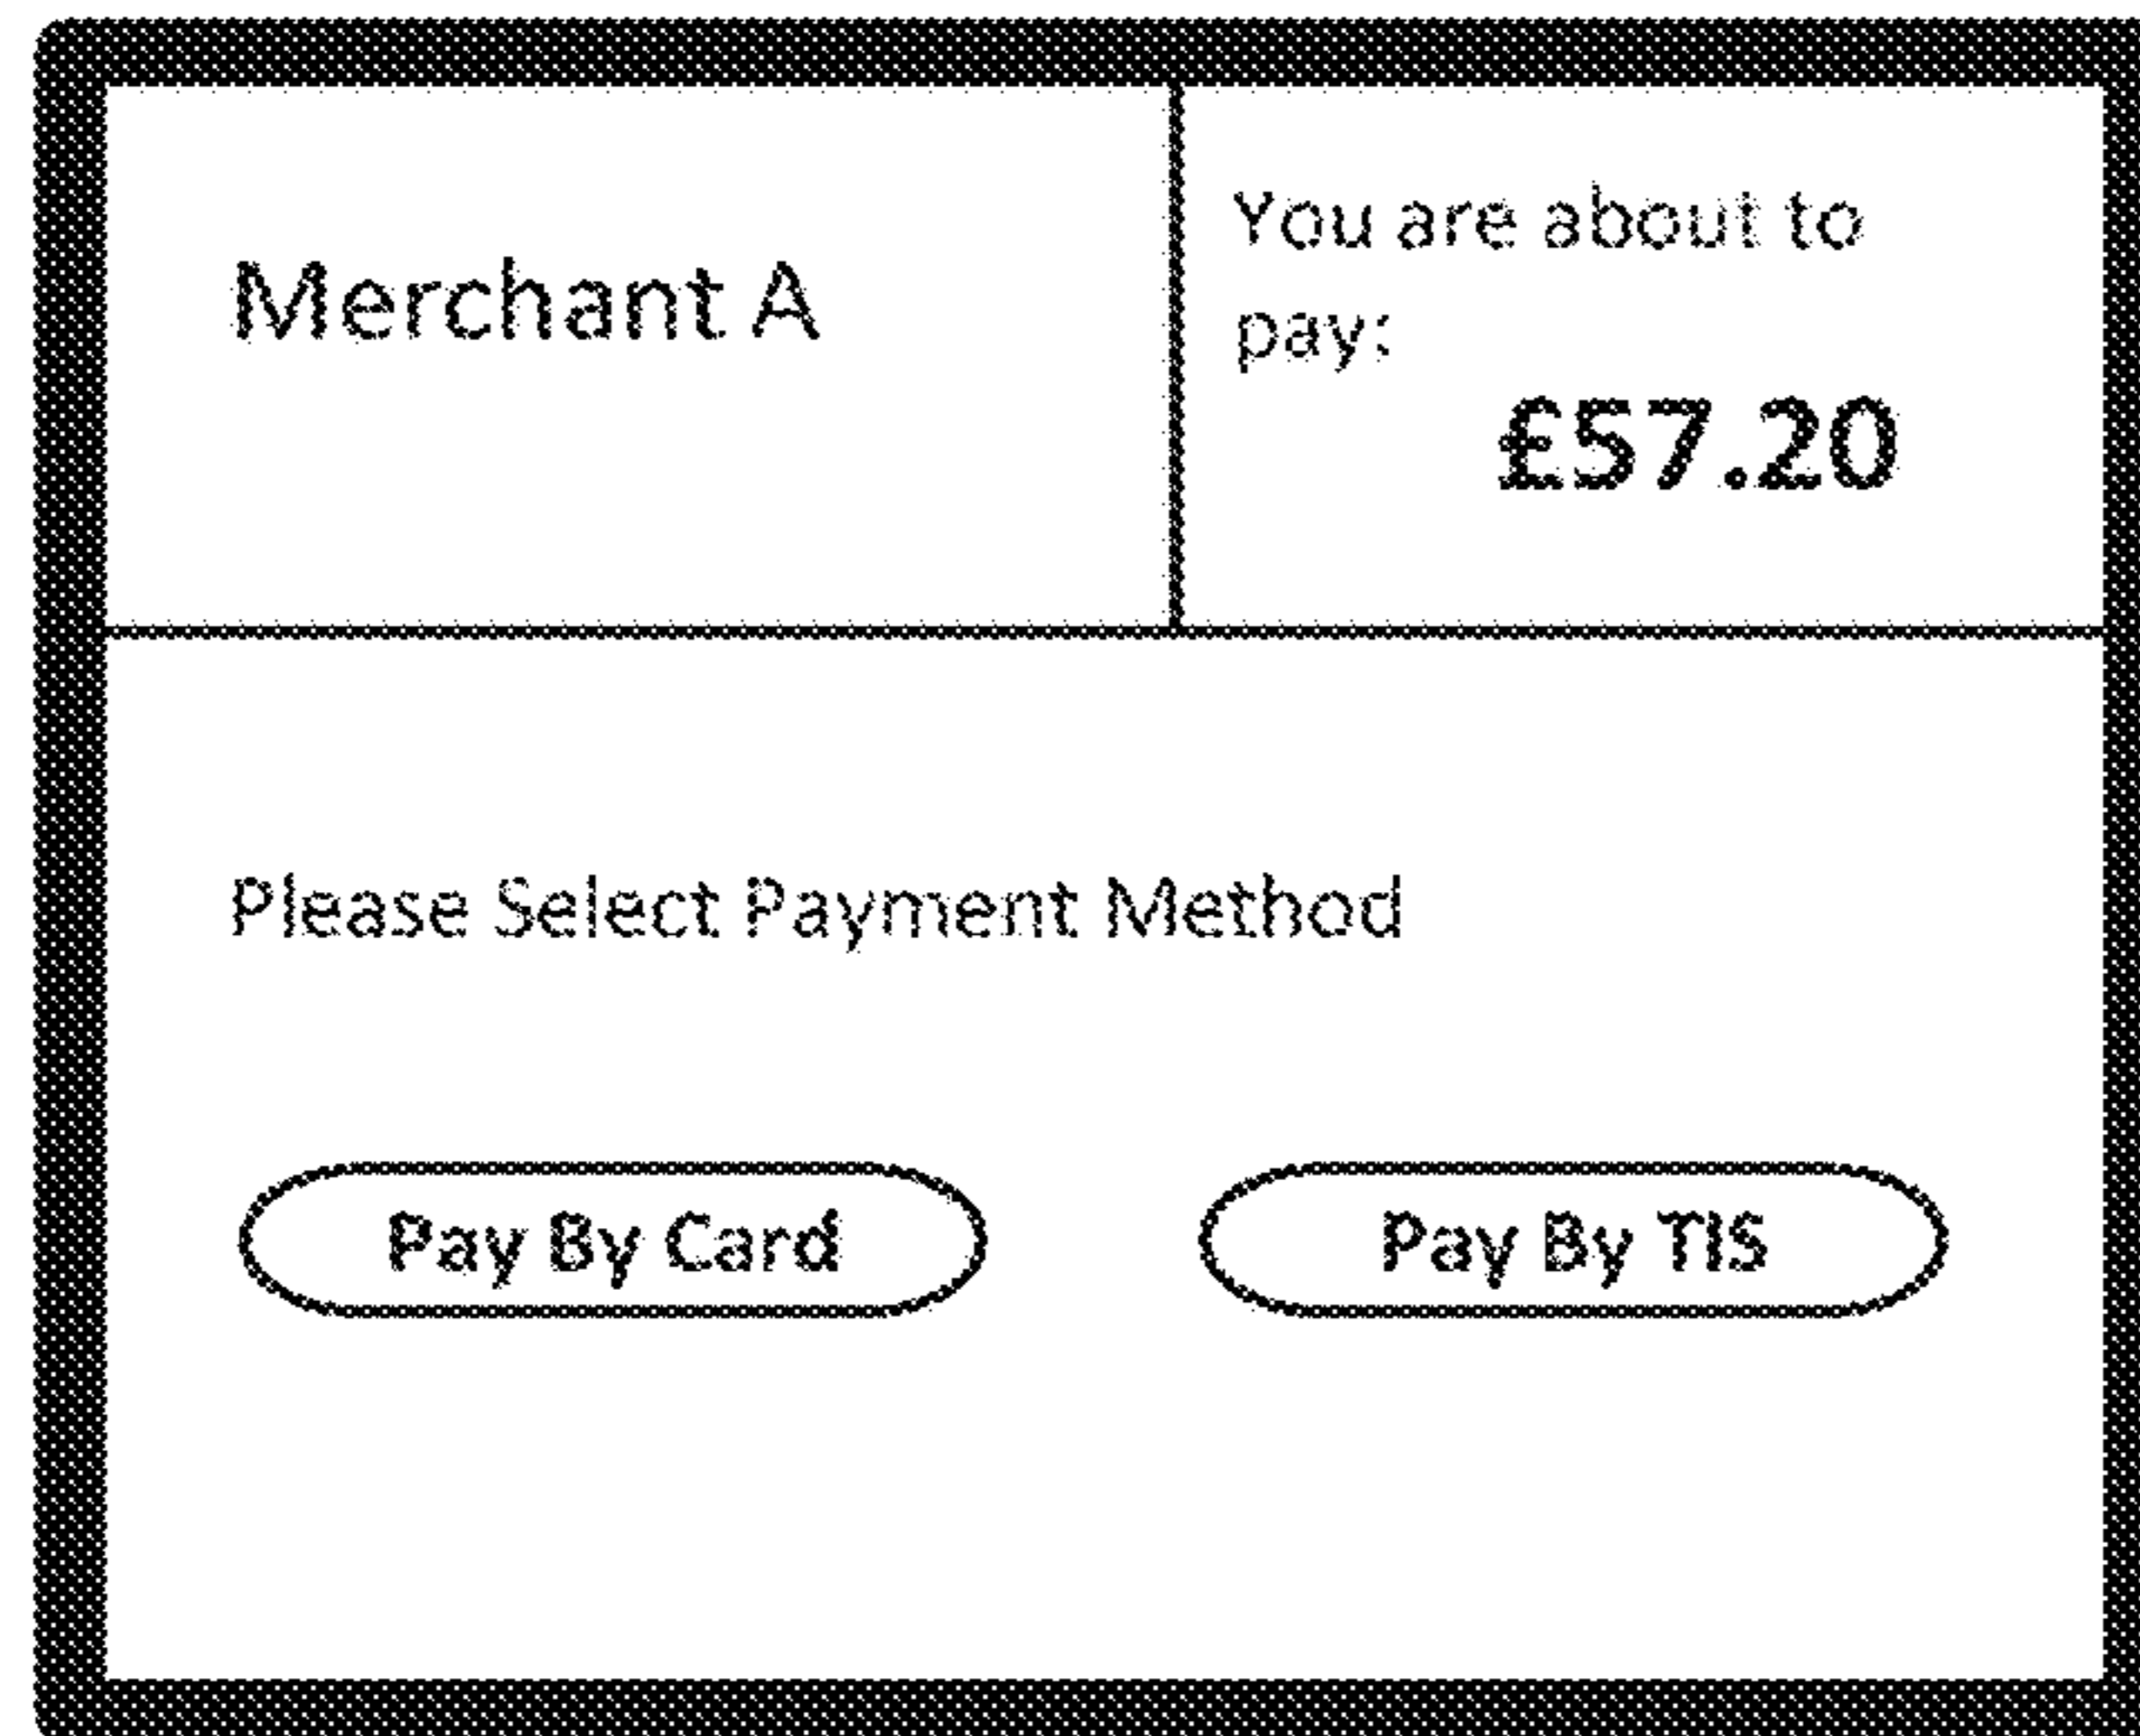 Merchant A
You are about to
pay:
£57.20
Please Select Payment Method
Pay By Card
Pay By TIS